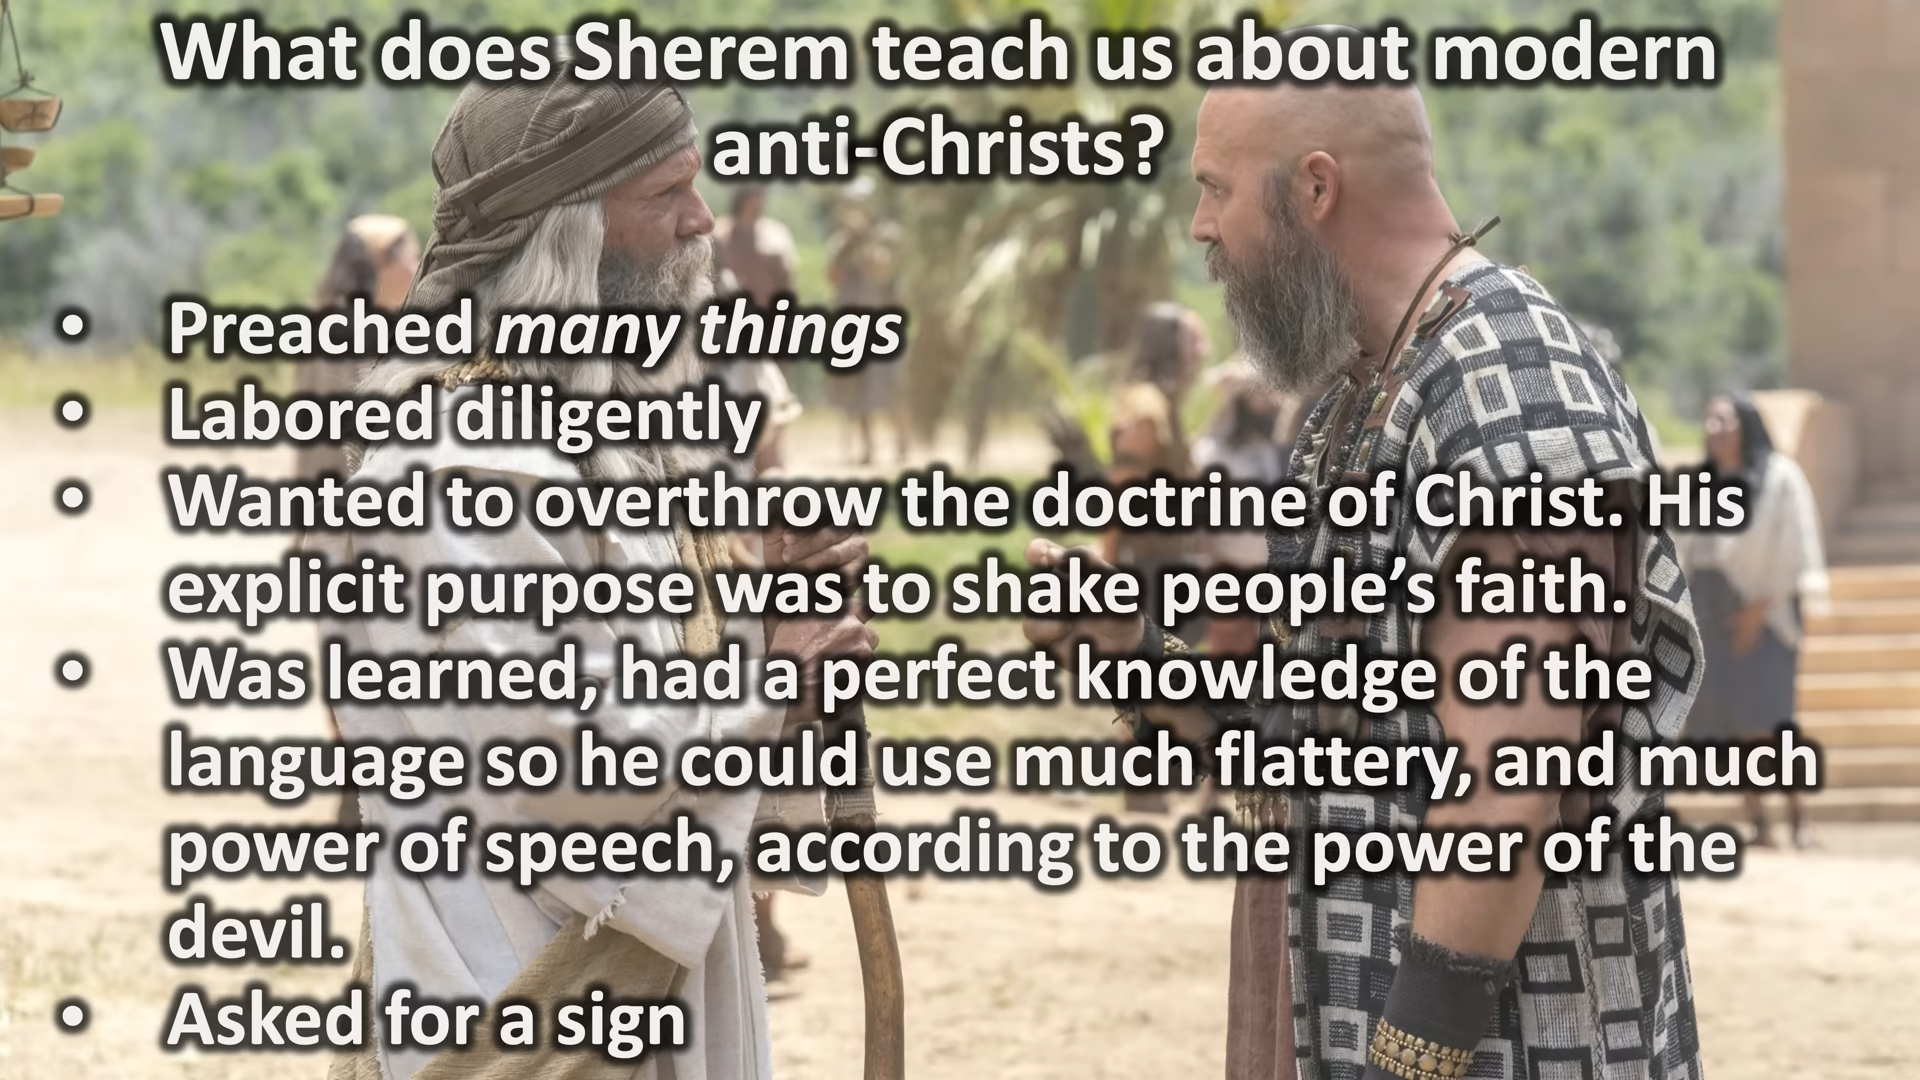 What does Sherem teach us about modern
anti-Christs?
• Preached many things
• Labored diligently
• Wanted to overthrow the doctrine of Christ. His
explicit purpose was to shake people’s faith.
• Was learned, had a perfect knowledge of the
language so he could use much flattery, and much
power of speech, according to the power of the
devil.
• Asked for a sign